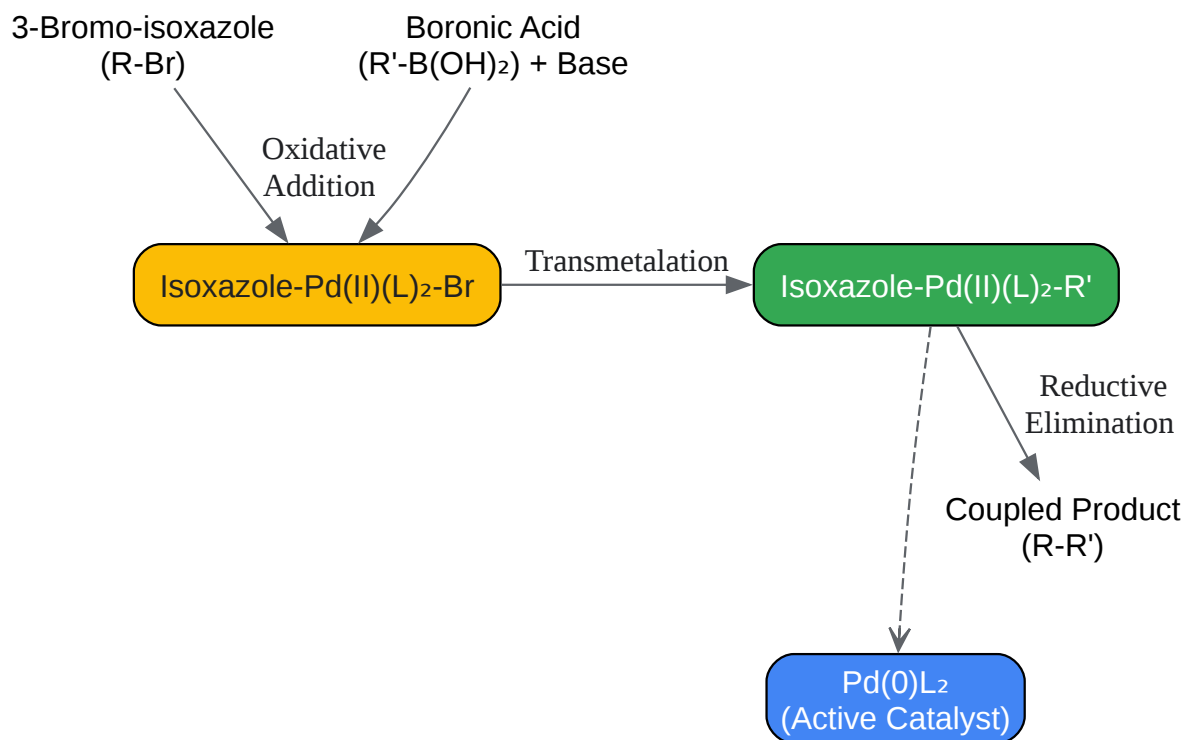 3-Bromo-isoxazole
(R-Br)
Boronic Acid
(R'-B(OH)₂) + Base
Oxidative
Addition
Isoxazole-Pd(II)(L)₂-Br
Transmetalation
Isoxazole-Pd(II)(L)₂-R'
Reductive
Elimination
Coupled Product
(R-R')
Pd(0)L₂
(Active Catalyst)